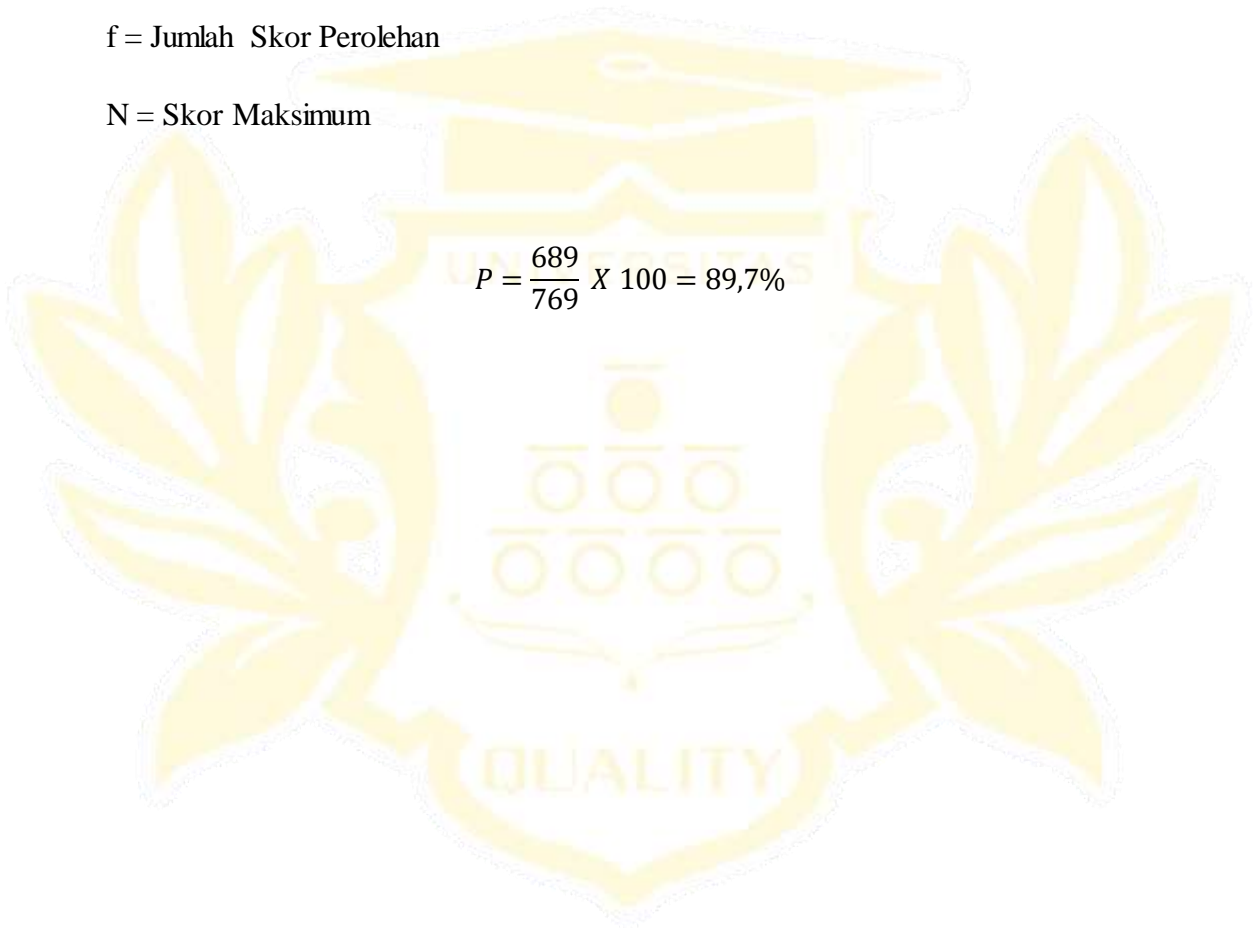 f = Jumlah Skor Perolehan
N = Skor Maksimum
UNIVERSITAS
P = 689/769 X 100 = 89,7%
QUALITY